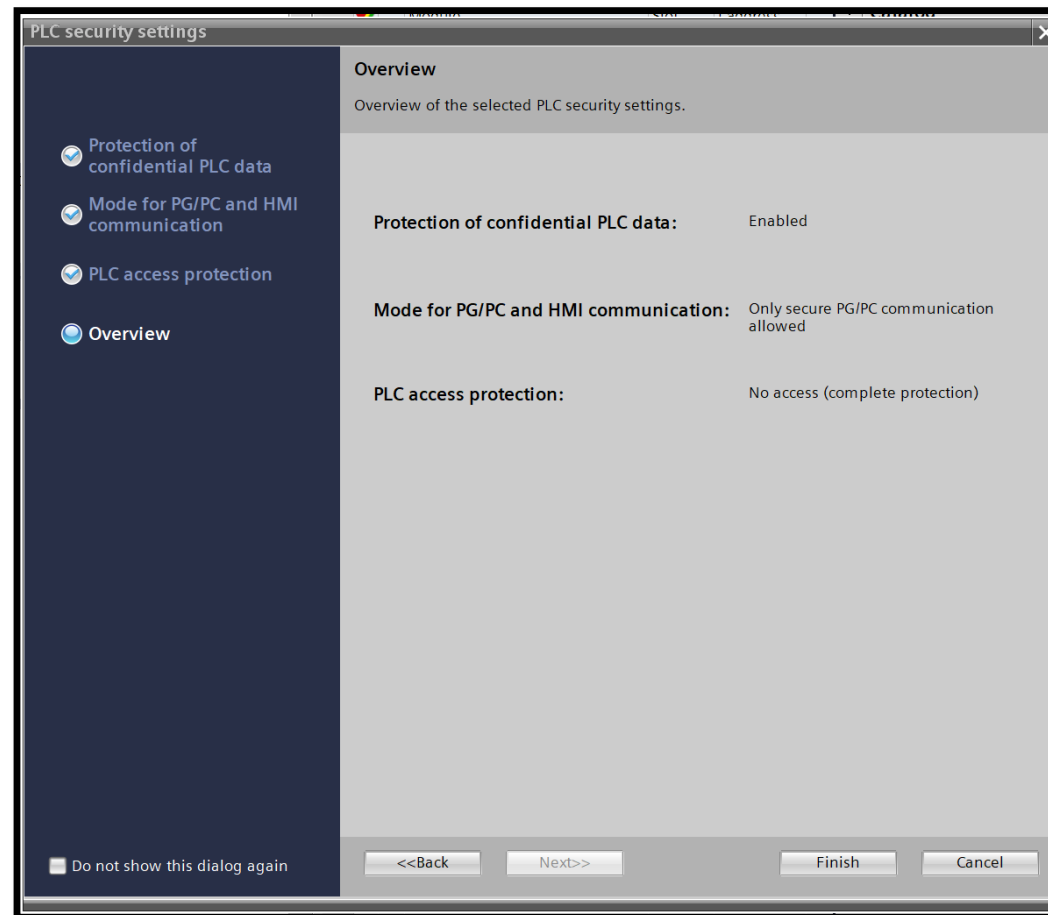 PLC security settings
Protection of
confidential PLC data
Mode for PG/PC and HMI
communication
PLC access protection
Overview
Do not show this dialog again
Overview
Overview of the selected PLC security settings.
Protection of confidential PLC data:
Enabled
Mode for PG/PC and HMI communication:
Only secure PG/PC communication
allowed
PLC access protection:
No access (complete protection)
<<Back
Next>>
Finish
Cancel